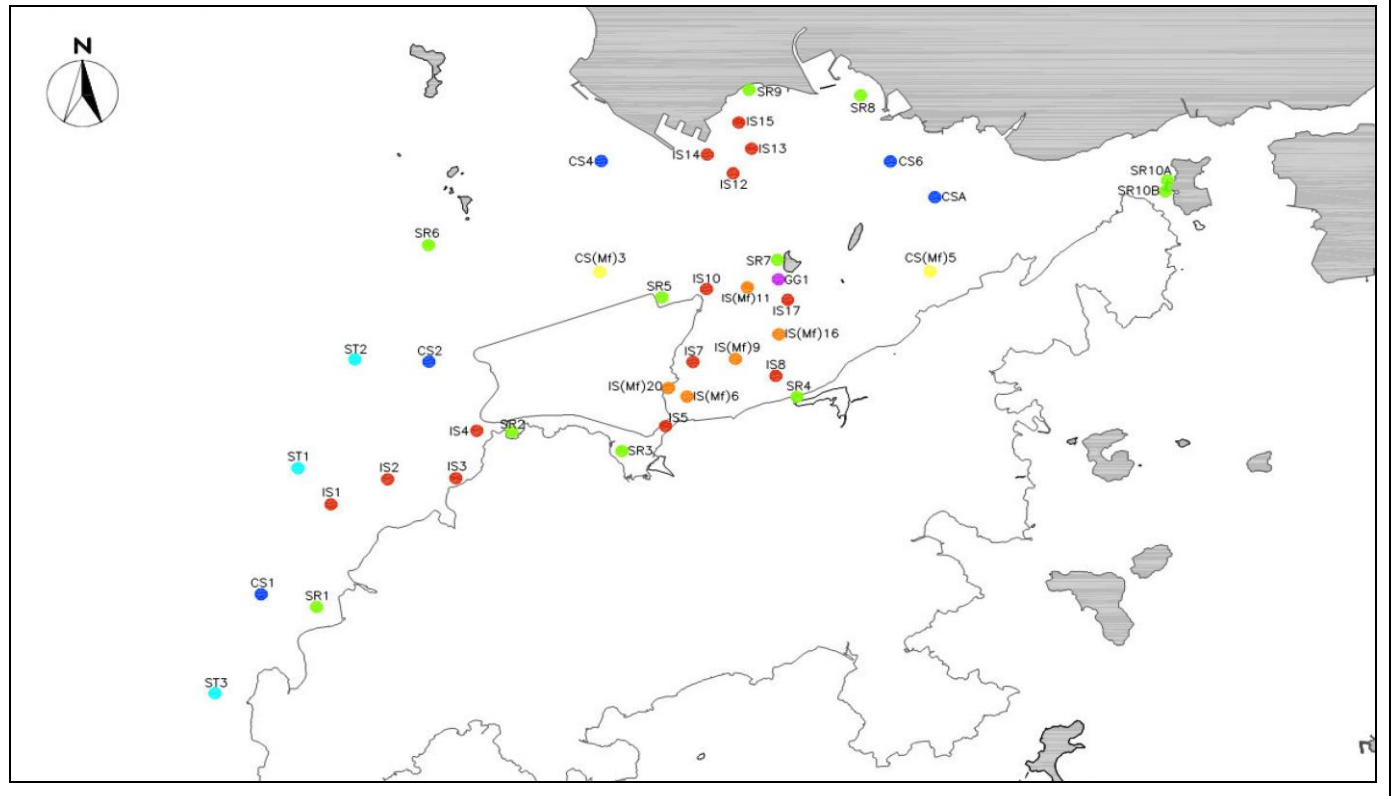 N
SR9
SR8
IS15
IS14
IS13
CS4
CS6
IS12
SR10A
SR10B
CSA
SR6
CS(Mf)3
SR7
CS(Mf)5
IS10
GG1
SR5
IS(Mf)11
IS17
IS(Mf)16
ST2
CS2
IS7
IS(Mf)9
IS8
IS(Mf)20
IS(Mf)6
SR4
IS5
IS4
SR2
SR3
ST1
IS2
IS3
IS1
CS1
SR1
ST3